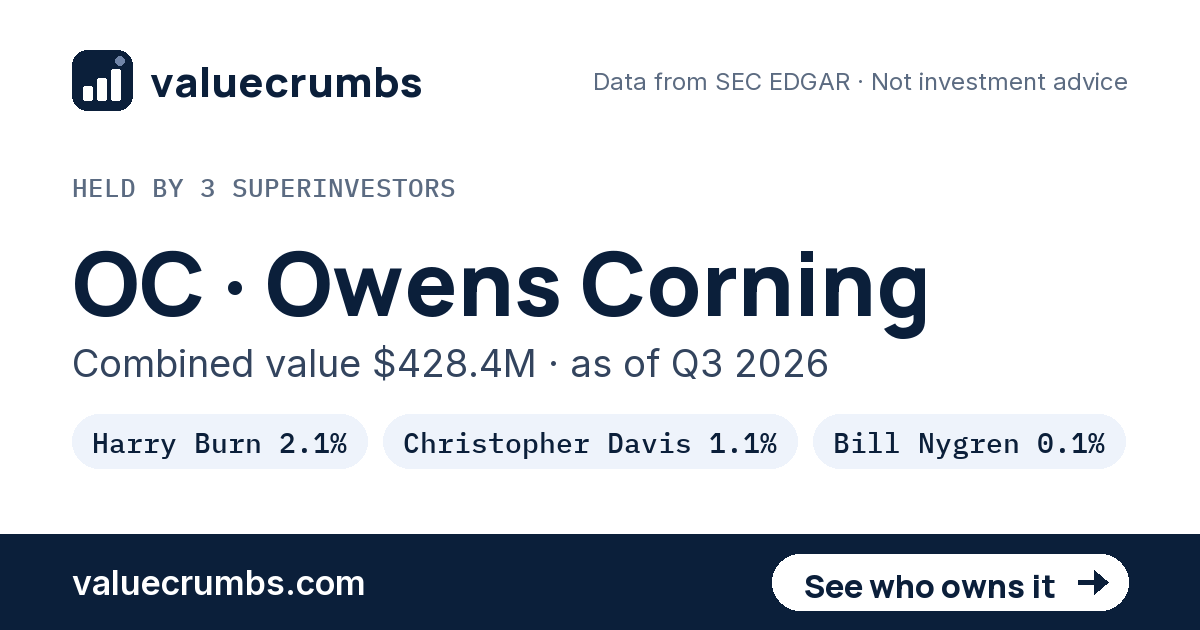 valuecrumbs
Data from SEC EDGAR · Not investment advice
HELD BY 3 SUPERINVESTORS
OC · Owens Corning
Combined value $428.4M · as of Q3 2026
Harry Burn 2.1%
Christopher Davis 1.1%
Bill Nygren 0.1%
valuecrumbs.com
See who owns it →